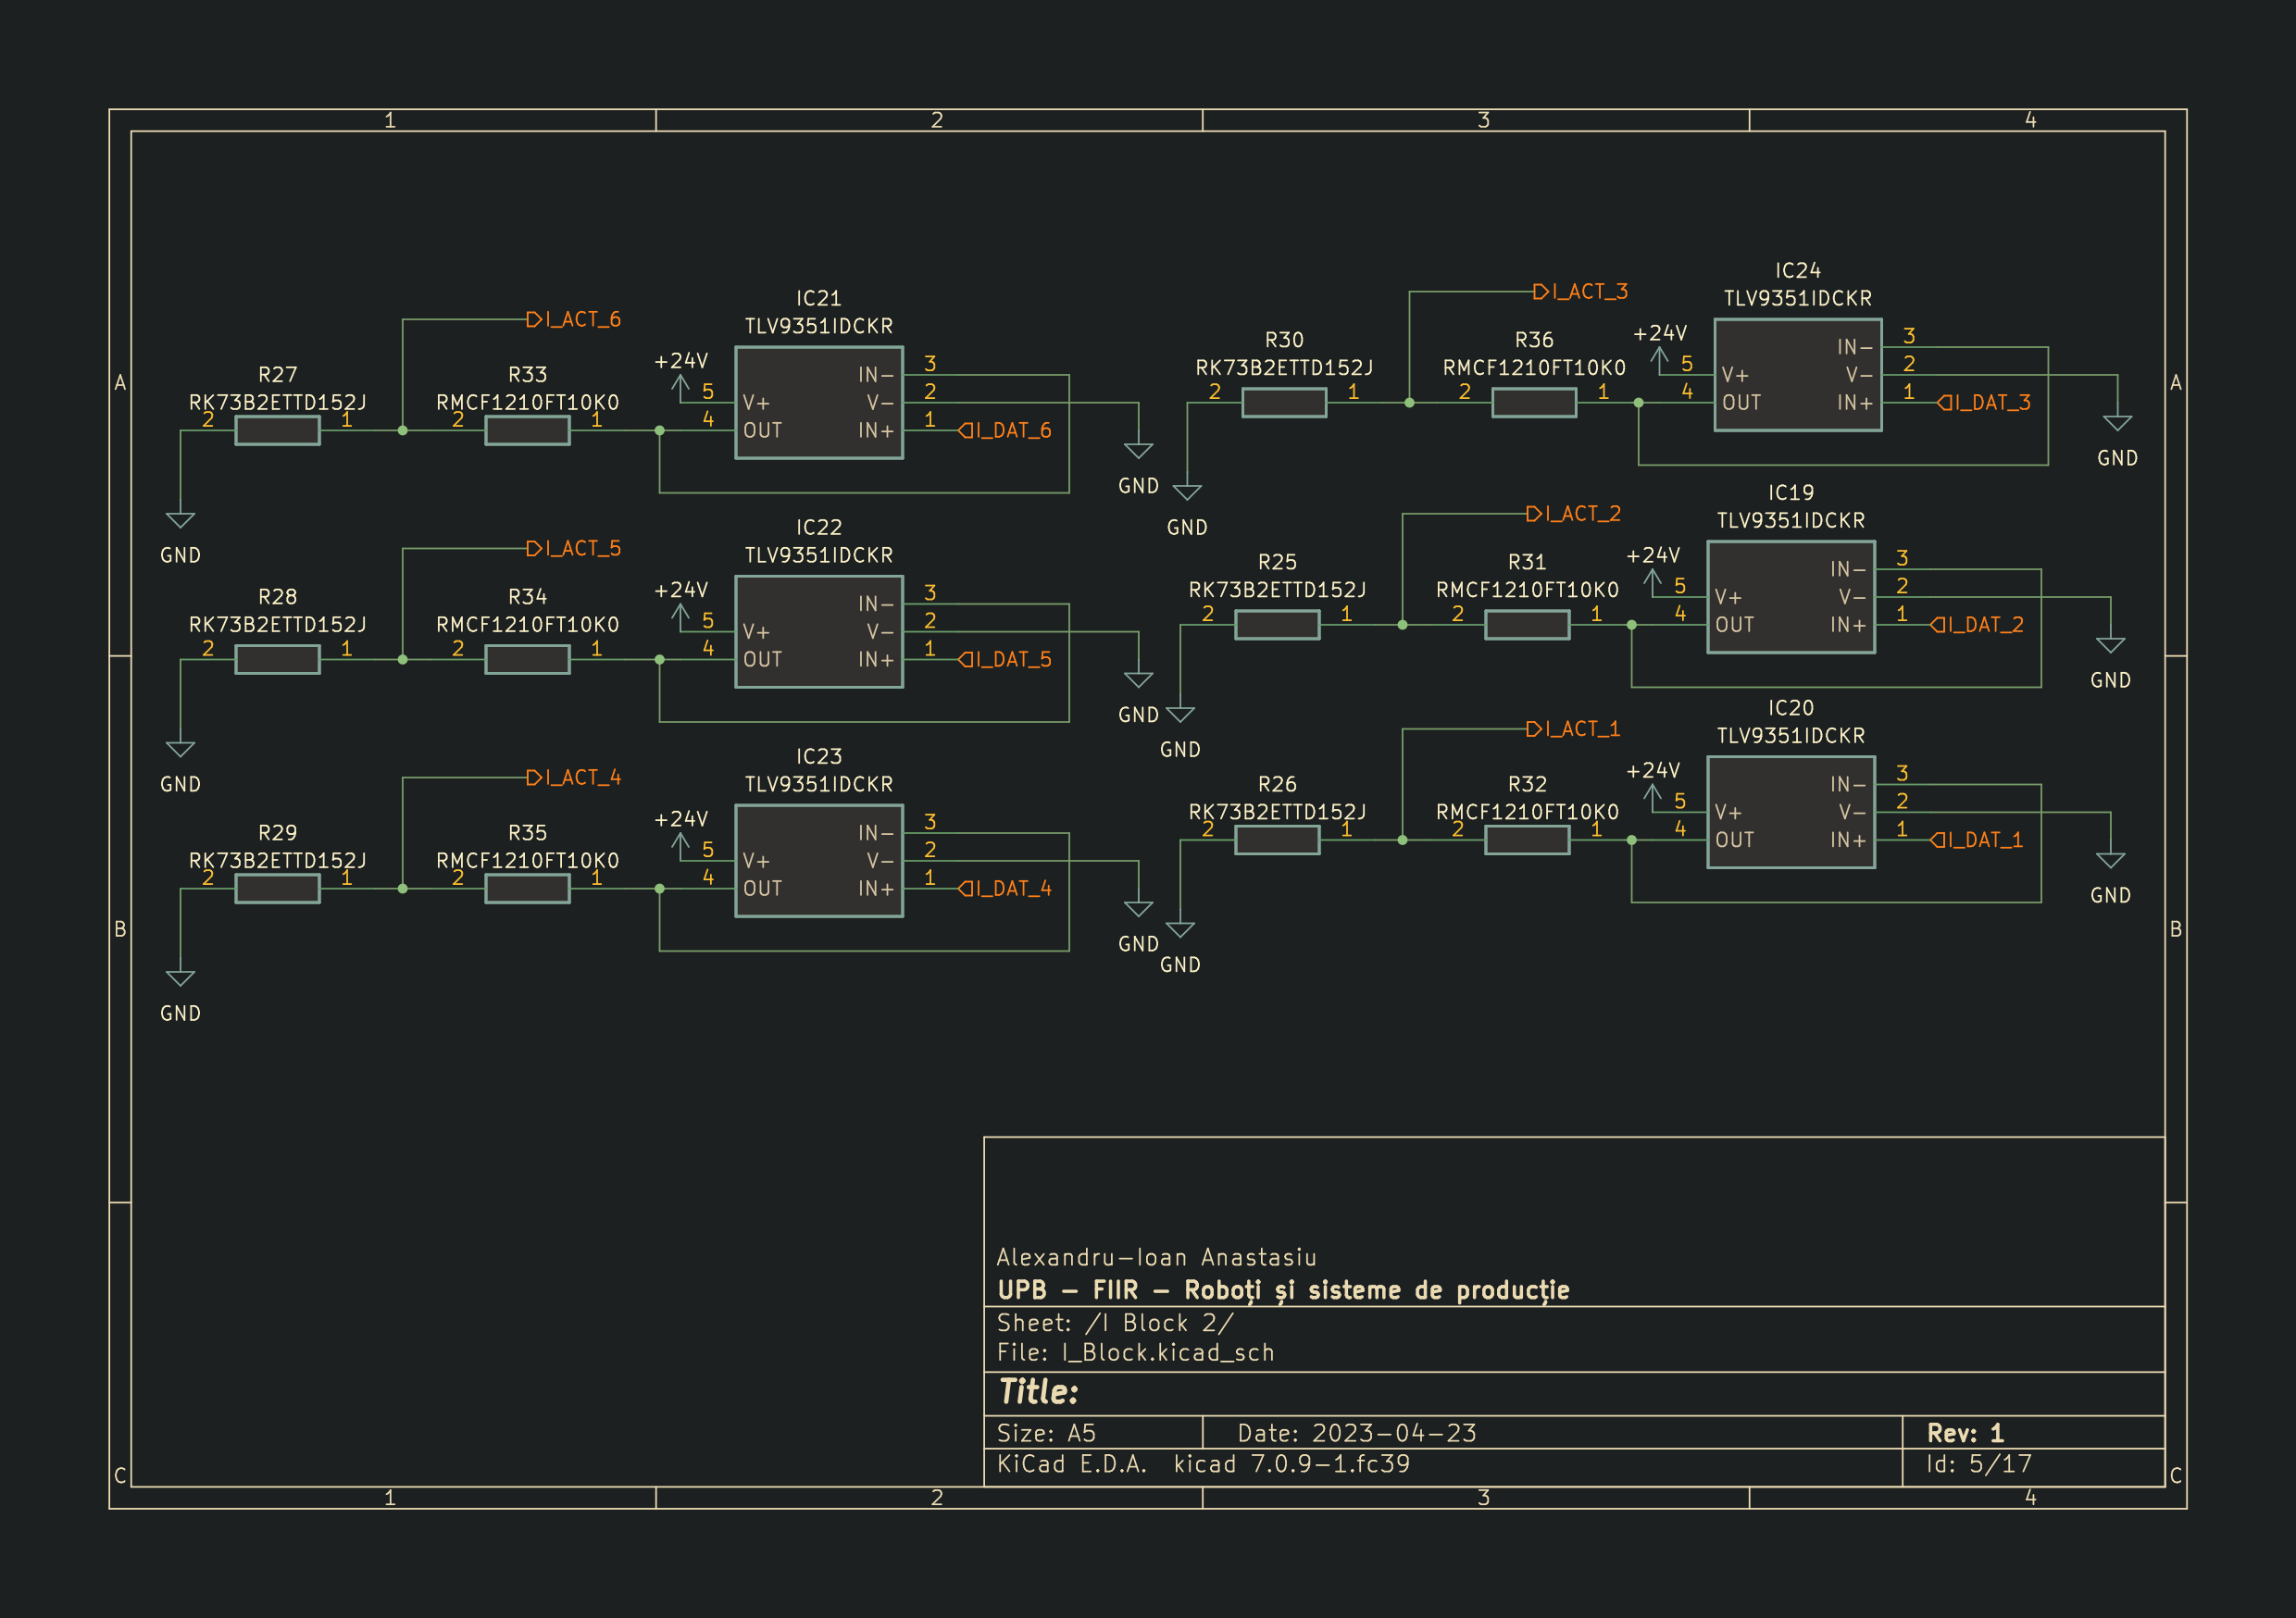 1 2 3 4
A A
B B
C C
I_ACT_6
IC21
TLV9351IDCKR
R27
RK73B2ETTD152J
2 1
R33
RMCF1210FT10K0
2 1
+24V
5 V+
4 OUT
IN- 3
V- 2
IN+ 1
I_DAT_6
GND
GND
I_ACT_5
IC22
TLV9351IDCKR
R28
RK73B2ETTD152J
2 1
R34
RMCF1210FT10K0
2 1
+24V
5 V+
4 OUT
IN- 3
V- 2
IN+ 1
I_DAT_5
GND
GND
I_ACT_4
IC23
TLV9351IDCKR
R29
RK73B2ETTD152J
2 1
R35
RMCF1210FT10K0
2 1
+24V
5 V+
4 OUT
IN- 3
V- 2
IN+ 1
I_DAT_4
GND
GND
I_ACT_3
IC24
TLV9351IDCKR
R30
RK73B2ETTD152J
2 1
R36
RMCF1210FT10K0
2 1
+24V
5 V+
4 OUT
IN- 3
V- 2
IN+ 1
I_DAT_3
GND
GND
I_ACT_2
IC19
TLV9351IDCKR
R25
RK73B2ETTD152J
2 1
R31
RMCF1210FT10K0
2 1
+24V
5 V+
4 OUT
IN- 3
V- 2
IN+ 1
I_DAT_2
GND
GND
I_ACT_1
IC20
TLV9351IDCKR
R26
RK73B2ETTD152J
2 1
R32
RMCF1210FT10K0
2 1
+24V
5 V+
4 OUT
IN- 3
V- 2
IN+ 1
I_DAT_1
GND
GND
Alexandru-Ioan Anastasiu
UPB - FIIR - Roboți și sisteme de producție
Sheet: /I Block 2/
File: I_Block.kicad_sch
Title:
Size: A5 Date: 2023-04-23 Rev: 1
KiCad E.D.A. kicad 7.0.9-1.fc39 Id: 5/17
1 2 3 4